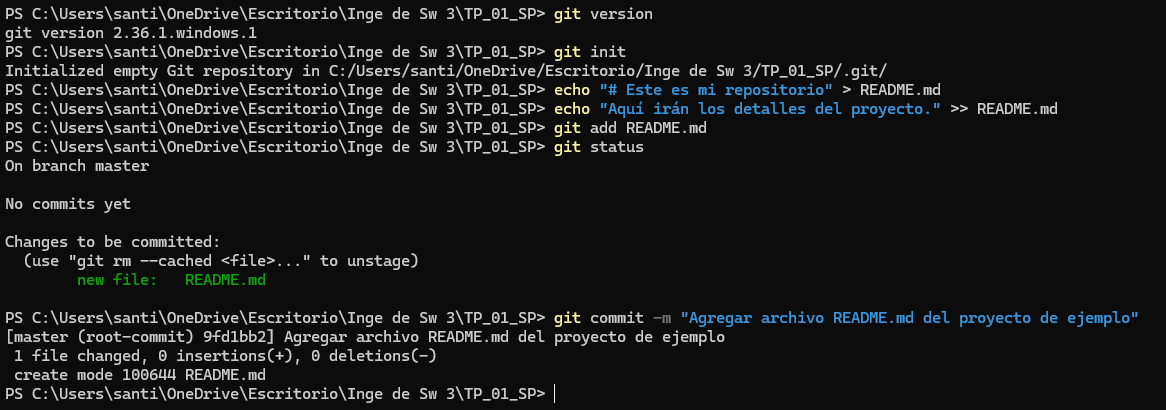 PS C:\Users\santi\OneDrive\Escritorio\Inge de Sw 3\TP_01_SP> git version
git version 2.36.1.windows.1
PS C:\Users\santi\OneDrive\Escritorio\Inge de Sw 3\TP_01_SP> git init
Initialized empty Git repository in C:/Users/santi/OneDrive/Escritorio/Inge de Sw 3/TP_01_SP/.git/
PS C:\Users\santi\OneDrive\Escritorio\Inge de Sw 3\TP_01_SP> echo "# Este es mi repositorio" > README.md
PS C:\Users\santi\OneDrive\Escritorio\Inge de Sw 3\TP_01_SP> echo "Aquí irán los detalles del proyecto." >> README.md
PS C:\Users\santi\OneDrive\Escritorio\Inge de Sw 3\TP_01_SP> git add README.md
PS C:\Users\santi\OneDrive\Escritorio\Inge de Sw 3\TP_01_SP> git status
On branch master

No commits yet

Changes to be committed:
  (use "git rm --cached <file>..." to unstage)
        new file:   README.md

PS C:\Users\santi\OneDrive\Escritorio\Inge de Sw 3\TP_01_SP> git commit -m "Agregar archivo README.md del proyecto de ejemplo"
[master (root-commit) 9fd1bb2] Agregar archivo README.md del proyecto de ejemplo
 1 file changed, 0 insertions(+), 0 deletions(-)
 create mode 100644 README.md
PS C:\Users\santi\OneDrive\Escritorio\Inge de Sw 3\TP_01_SP>